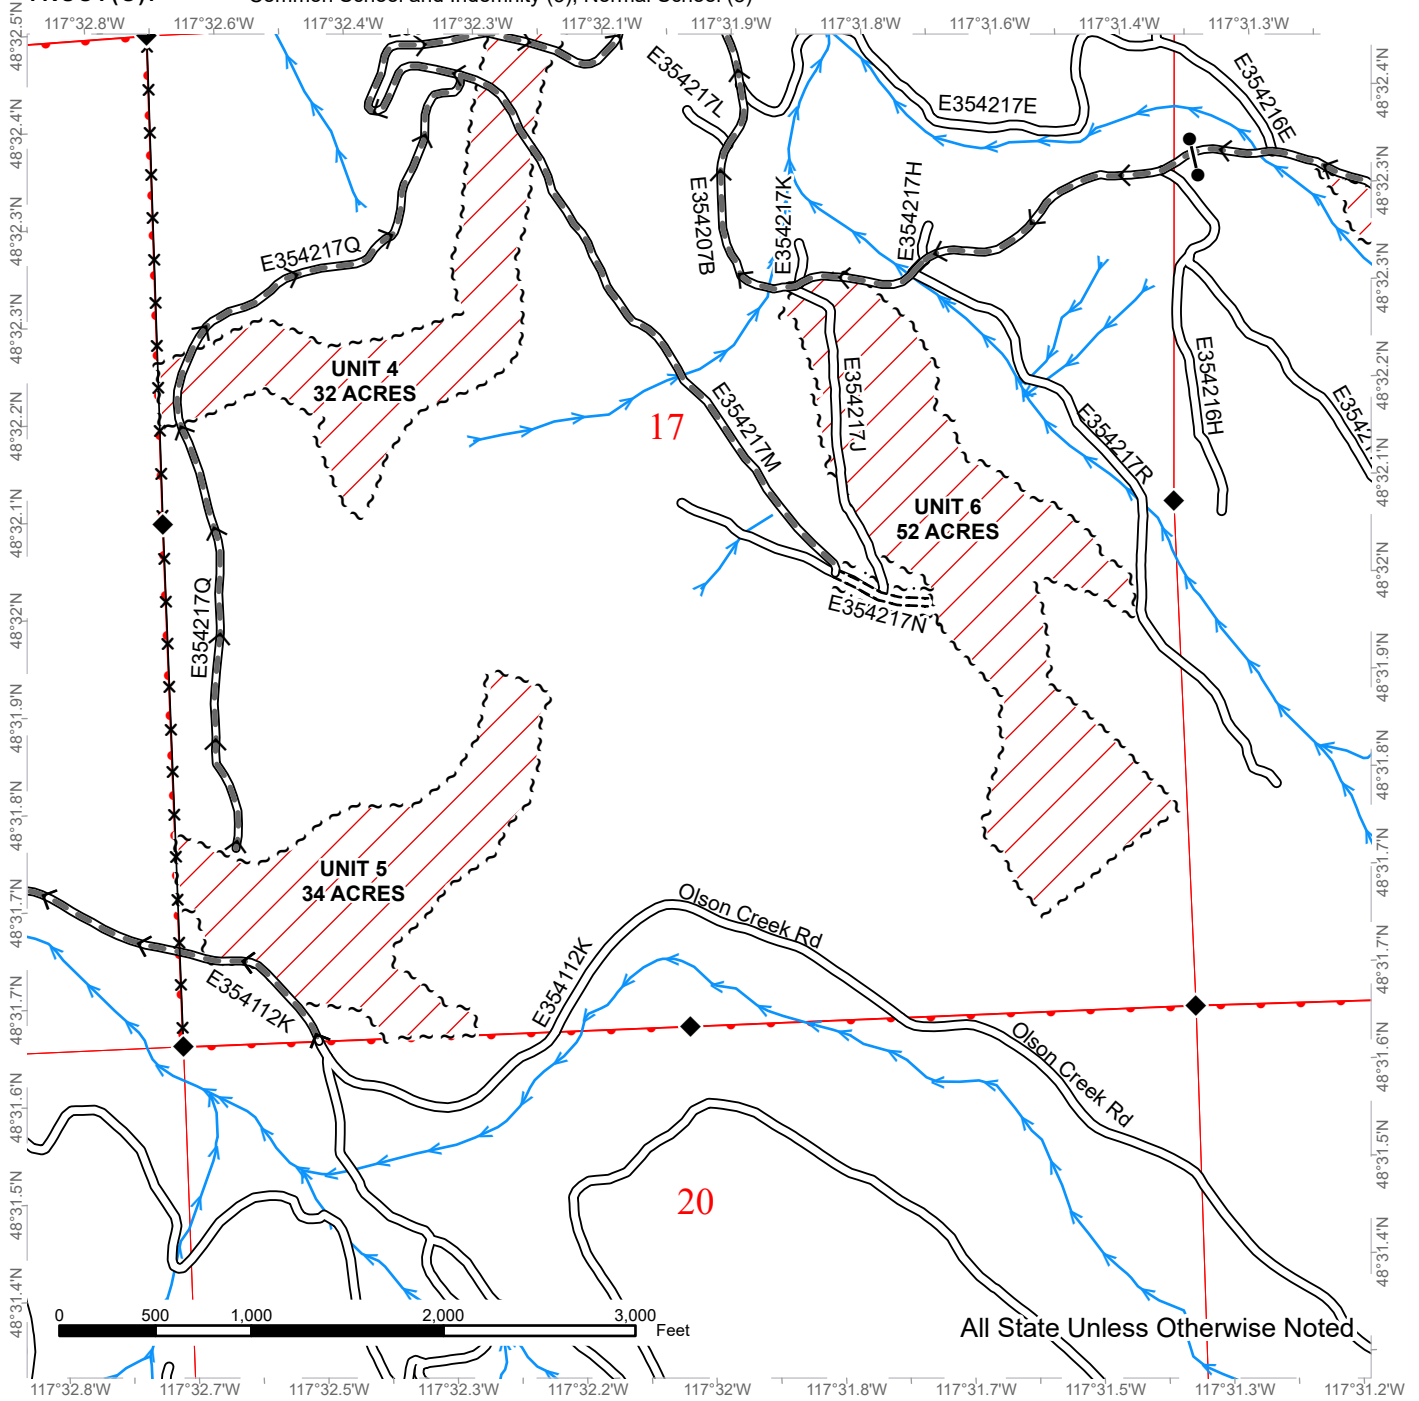 Common School and Indemnity (3), Normal School (8)
117°32.8'W 117°32.6'W 117°32.4'W 117°32.3'W 117°32.1'W 117°31.9'W 117°31.8'W 117°31.6'W 117°31.4'W 117°31.3'W
48°32.5'N
48°32.4'N
48°32.3'N
48°32.3'N
48°32.2'N
48°32.1'N
48°32'N
48°31.9'N
48°31.8'N
48°31.7'N
48°31.7'N
48°31.6'N
48°31.5'N
48°31.4'N
48°32.4'N
48°32.3'N
48°32.3'N
48°32.2'N
48°32.1'N
48°32'N
48°31.9'N
48°31.8'N
48°31.7'N
48°31.7'N
48°31.6'N
48°31.5'N
48°31.4'N
E354217L
E354217E
E354216E
E354207B
E354217K
E354217H
E354217Q
UNIT 4
32 ACRES
17
E354217M
E354217J
E354217R
E354216H
UNIT 6
52 ACRES
E354217N
E354217Q
UNIT 5
34 ACRES
Olson Creek Rd
E354112K
E354112K
Olson Creek Rd
20
0 500 1,000 2,000 3,000
Feet
All State Unless Otherwise Noted
117°32.8'W 117°32.7'W 117°32.5'W 117°32.3'W 117°32.2'W 117°32'W 117°31.8'W 117°31.7'W 117°31.5'W 117°31.3'W 117°31.2'W